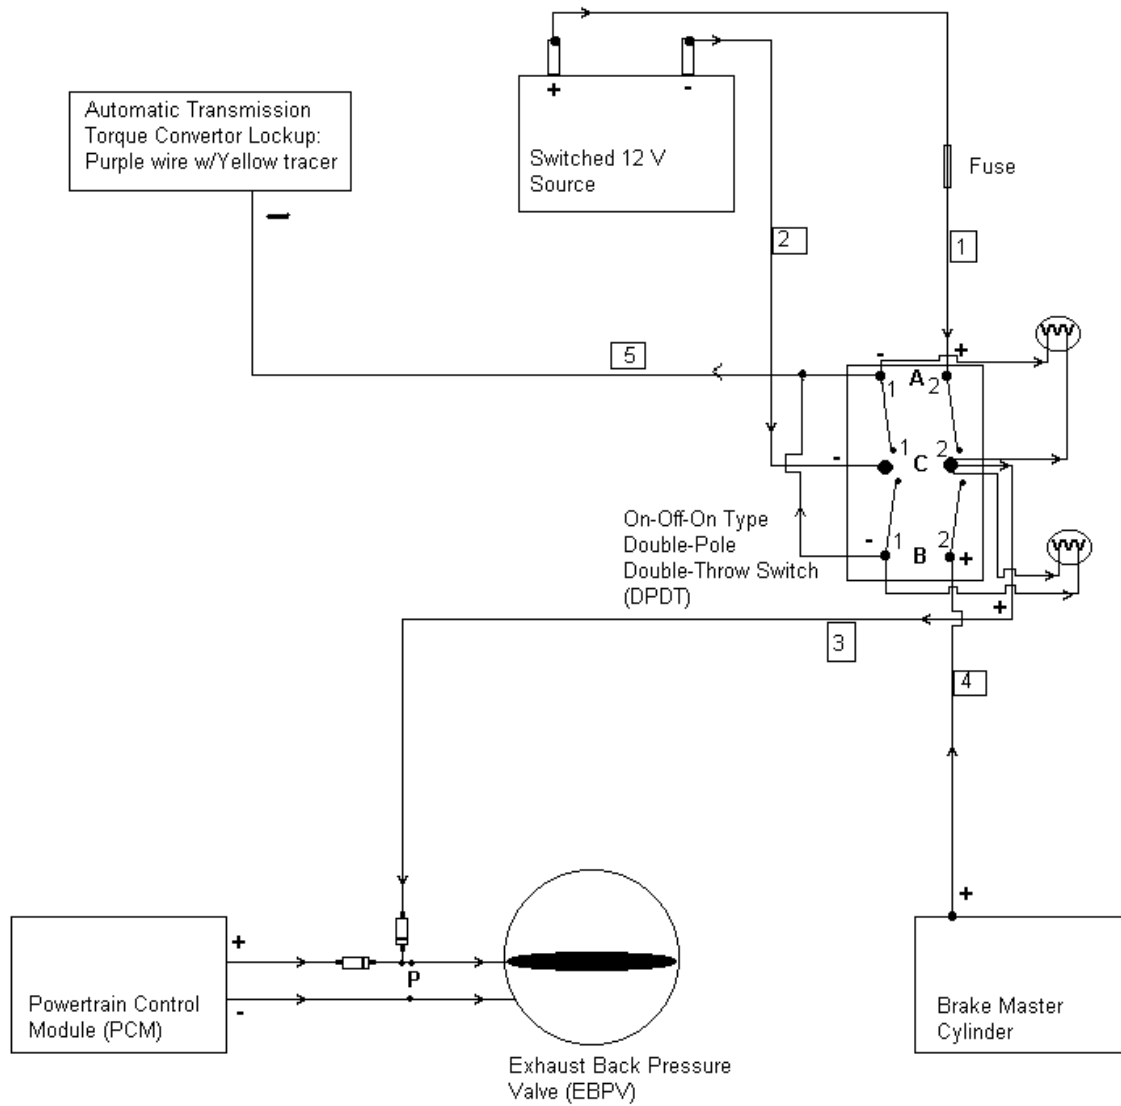 + -
Switched 12 V
Source
Automatic Transmission
Torque Convertor Lockup:
Purple wire w/Yellow tracer
-
Fuse
2
1
5
- +
1 A 2
- 1 C 2
On-Off-On Type
Double-Pole
Double-Throw Switch
(DPDT)
- 1 B 2 +
+
3
4
+
Powertrain Control
Module (PCM)
+
-
P
Exhaust Back Pressure
Valve (EBPV)
Brake Master
Cylinder